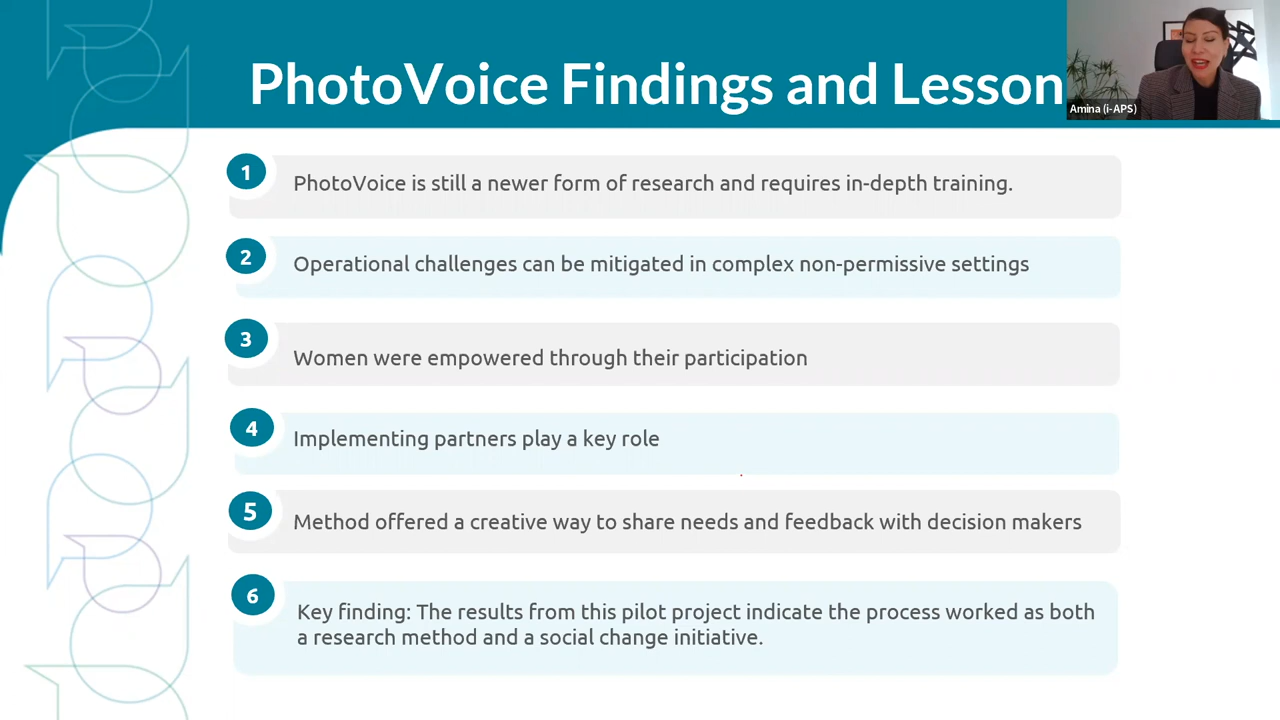 PhotoVoice Findings and Lesson
Amina (i-APS)
1
PhotoVoice is still a newer form of research and requires in-depth training.
2
Operational challenges can be mitigated in complex non-permissive settings
3
Women were empowered through their participation
4
Implementing partners play a key role
5
Method offered a creative way to share needs and feedback with decision makers
6
Key finding: The results from this pilot project indicate the process worked as both
a research method and a social change initiative.